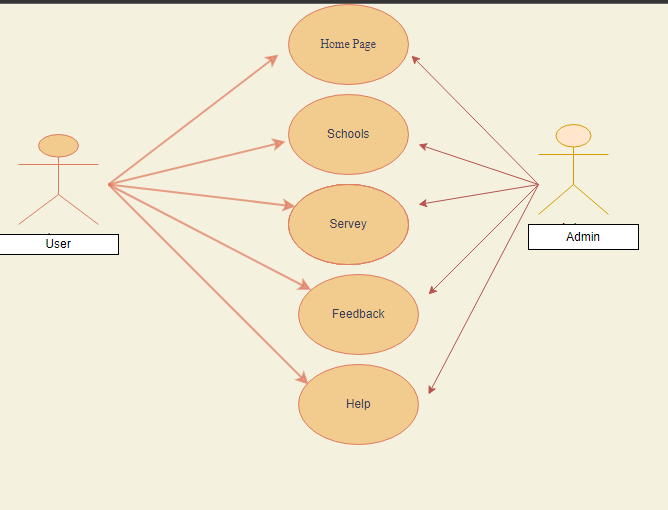 Home Page
Schools
Servey
User
Admin
Feedback
Help